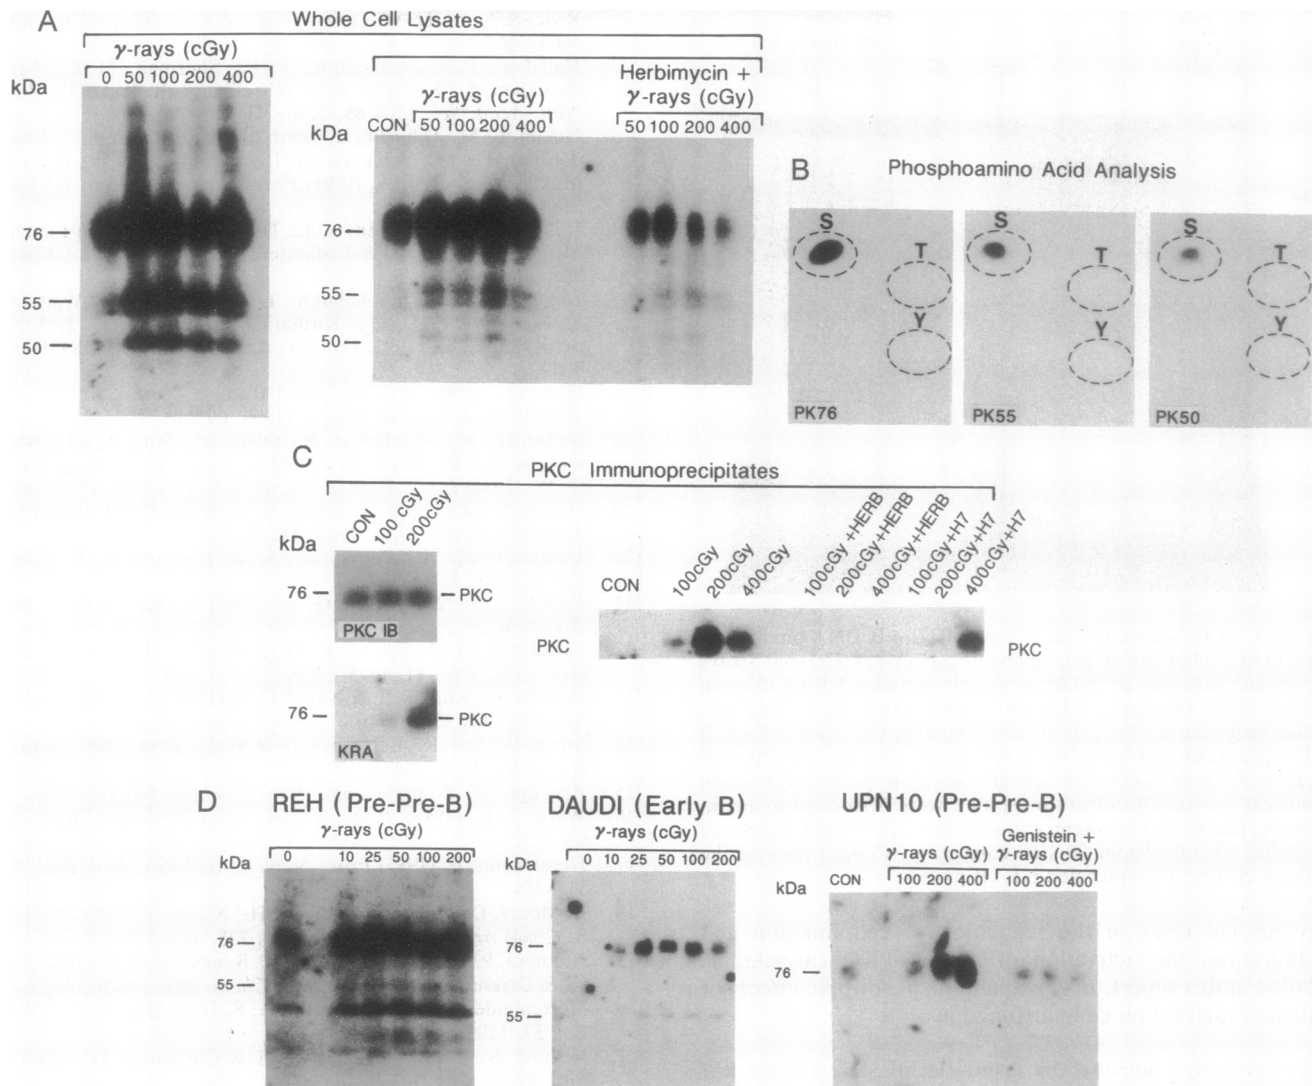 A
Whole Cell Lysates
γ-rays (cGy)
0 50 100 200 400
kDa
76
55
50
Herbimycin +
γ-rays (cGy) γ-rays (cGy)
kDa CON 50 100 200 400 50 100 200 400
76
55
50
B
Phosphoamino Acid Analysis
S T Y
PK76
S T Y
PK55
S T Y
PK50
C
PKC Immunoprecipitates
CON 100 cGy 200cGy
kDa
76 PKC
PKC IB
76 PKC
KRA
CON 100cGy 200cGy 400cGy 100cGy+HERB 200cGy+HERB 400cGy+HERB 100cGy+H7 200cGy+H7 400cGy+H7
PKC PKC
D
REH (Pre-Pre-B)
γ-rays (cGy)
kDa 0 10 25 50 100 200
76
55
DAUDI (Early B)
γ-rays (cGy)
kDa 0 10 25 50 100 200
76
55
UPN10 (Pre-Pre-B)
Genistein +
γ-rays (cGy) γ-rays (cGy)
kDa CON 100 200 400 100 200 400
76